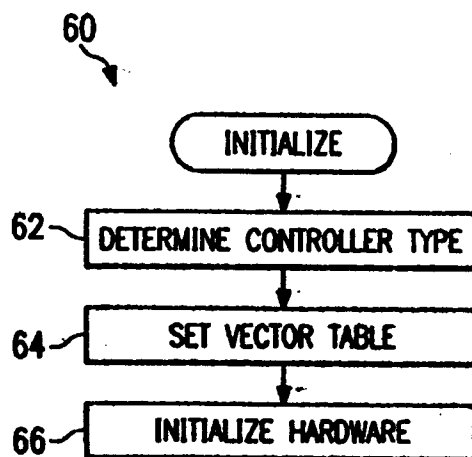 60
INITIALIZE
62 DETERMINE CONTROLLER TYPE
64 SET VECTOR TABLE
66 INITIALIZE HARDWARE